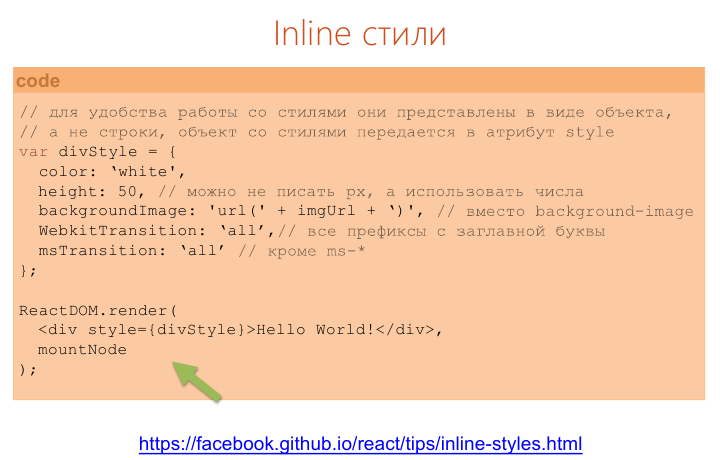 Inline стили
code
// для удобства работы со стилями они представлены в виде объекта,
// а не строки, объект со стилями передается в атрибут style
var divStyle = {
color: ‘white',
height: 50, // можно не писать px, а использовать числа
backgroundImage: 'url(' + imgUrl + ‘)', // вместо background-image
WebkitTransition: ‘all’,// все префиксы с заглавной буквы
msTransition: ‘all’ // кроме ms-*
};
ReactDOM.render(
<div style={divStyle}>Hello World!</div>,
mountNode
);
https://facebook.github.io/react/tips/inline-styles.html